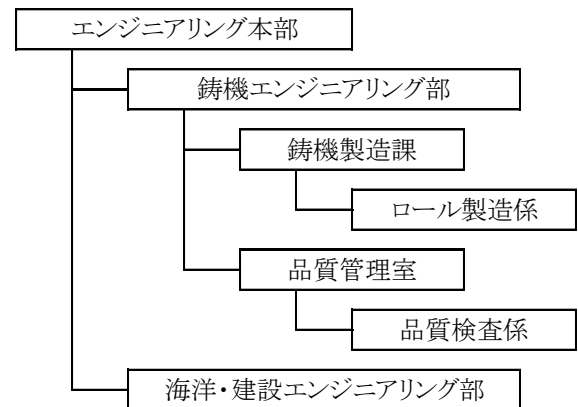 エンジニアリング本部
鋳機エンジニアリング部
鋳機製造課
ロール製造係
品質管理室
品質検査係
海洋・建設エンジニアリング部